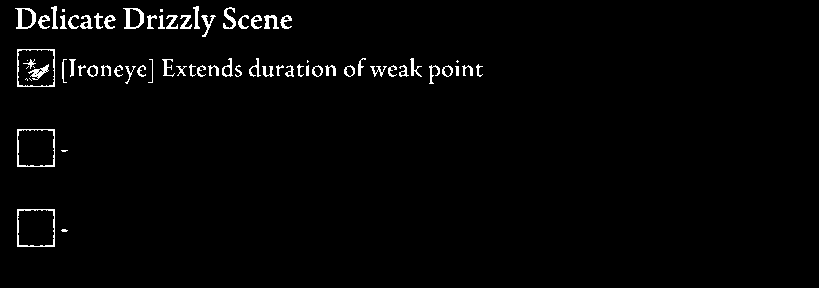 Delicate Drizzly Scene
[Ironeye] Extends duration of weak point
-
-